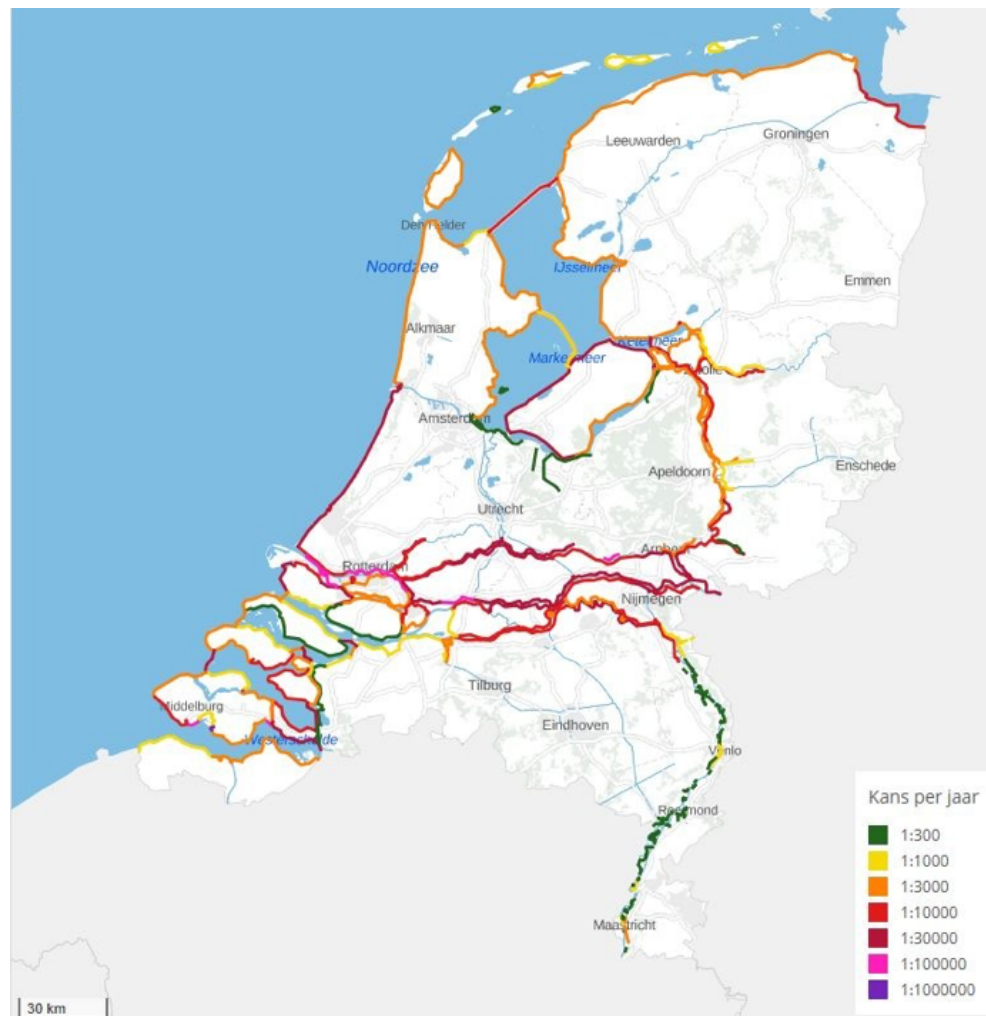 Leeuwarden
Groningen
Den Helder
Noordzee
IJsselmeer
Emmen
Alkmaar
Ketelmeer
Markermeer
Zwolle
Amsterdam
Apeldoorn
Enschede
Utrecht
Arnhem
Rotterdam
Nijmegen
Tilburg
Middelburg
Eindhoven
Westerschelde
Venlo
Roermond
Maastricht
Kans per jaar
1:300
1:1000
1:3000
1:10000
1:30000
1:100000
1:1000000
30 km